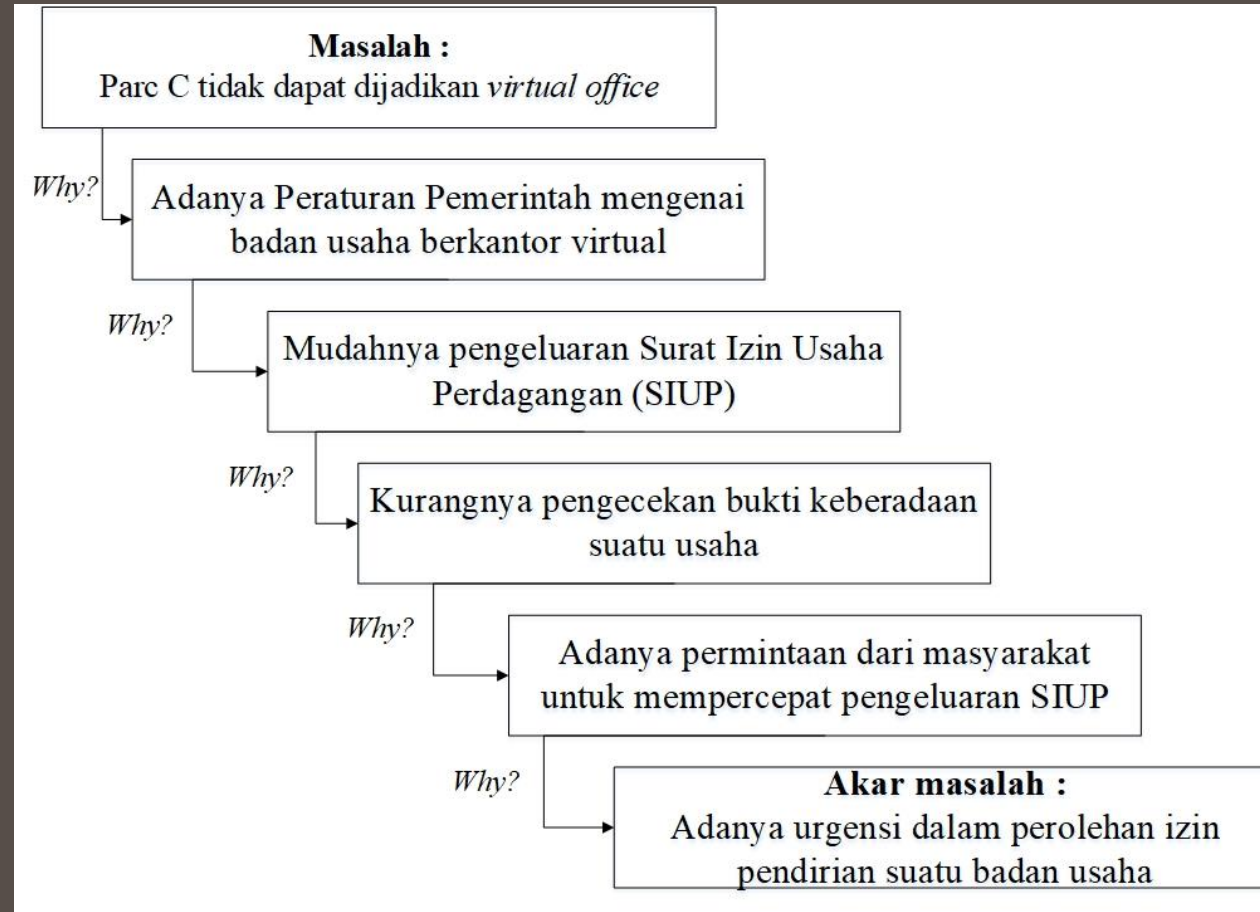 Masalah :
Parc C tidak dapat dijadikan virtual office
Why?
Adanya Peraturan Pemerintah mengenai
badan usaha berkantor virtual
Why?
Mudahnya pengeluaran Surat Izin Usaha
Perdagangan (SIUP)
Why?
Kurangnya pengecekan bukti keberadaan
suatu usaha
Why?
Adanya permintaan dari masyarakat
untuk mempercepat pengeluaran SIUP
Why?
Akar masalah :
Adanya urgensi dalam perolehan izin
pendirian suatu badan usaha